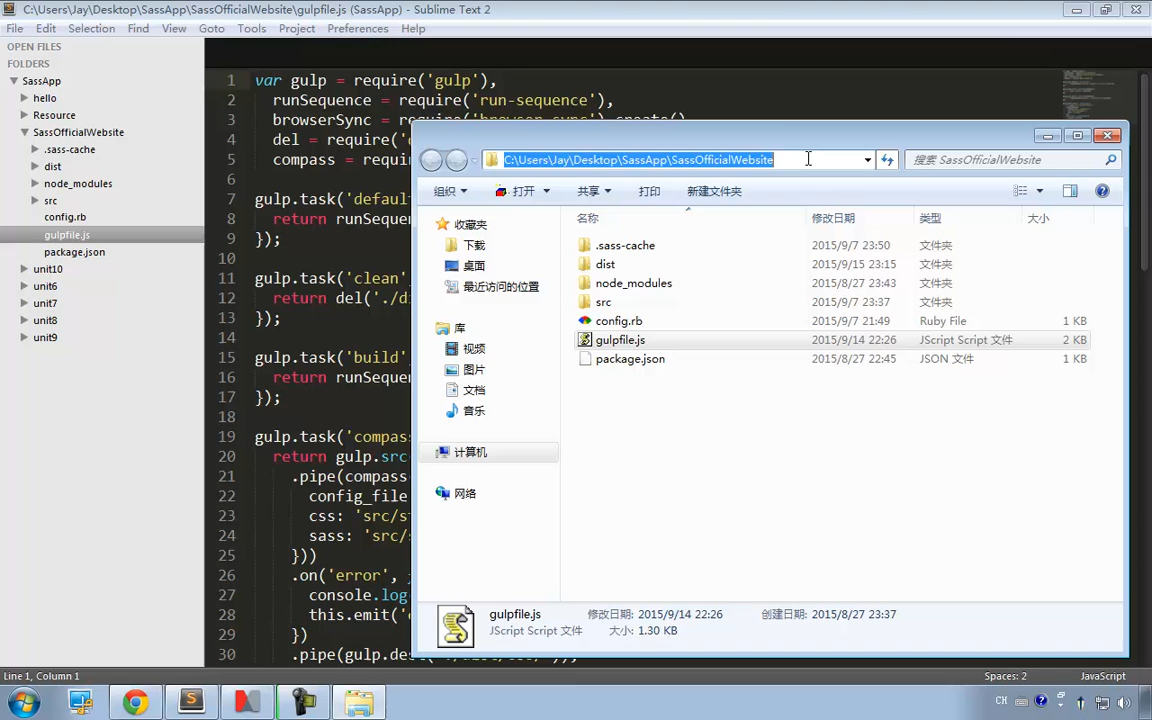 C:\Users\Jay\Desktop\SassApp\SassOfficialWebsite\gulpfile.js (SassApp) - Sublime Text 2
File Edit Selection Find View Goto Tools Project Preferences Help
OPEN FILES
FOLDERS
SassApp
hello
Resource
SassOfficialWebsite
.sass-cache
dist
node_modules
src
config.rb
gulpfile.js
package.json
unit10
unit6
unit7
unit8
unit9
1 var gulp = require('gulp'),
2 runSequence = require('run-sequence'),
3 browserSync = require('browser-sync').create()
4 del = require('
5 compass = requir
6
7 gulp.task('defaul
8 return runSequen
9 });
10
11 gulp.task('clean'
12 return del('./di
13 });
14
15 gulp.task('build'
16 return runSequen
17 });
18
19 gulp.task('compas
20 return gulp.src(
21 .pipe(compass(
22 config_file
23 css: 'src/st
24 sass: 'src/s
25 }))
26 .on('error',
27 console.log
28 this.emit('e
29 })
30
C:\Users\Jay\Desktop\SassApp\SassOfficialWebsite
搜索 SassOfficialWebsite
组织 打开 共享 打印 新建文件夹
收藏夹
下载
桌面
最近访问的位置
库
视频
图片
文档
音乐
计算机
网络
名称 修改日期 类型 大小
.sass-cache 2015/9/7 23:50 文件夹
dist 2015/9/15 23:15 文件夹
node_modules 2015/8/27 23:43 文件夹
src 2015/9/7 23:37 文件夹
config.rb 2015/9/7 21:49 Ruby File 1 KB
gulpfile.js 2015/9/14 22:26 JScript Script 文件 2 KB
package.json 2015/8/27 22:45 JSON 文件 1 KB
gulpfile.js 修改日期: 2015/9/14 22:26 创建日期: 2015/8/27 23:37
JScript Script 文件 大小: 1.30 KB
Line 1, Column 1 Spaces: 2 JavaScript
CH